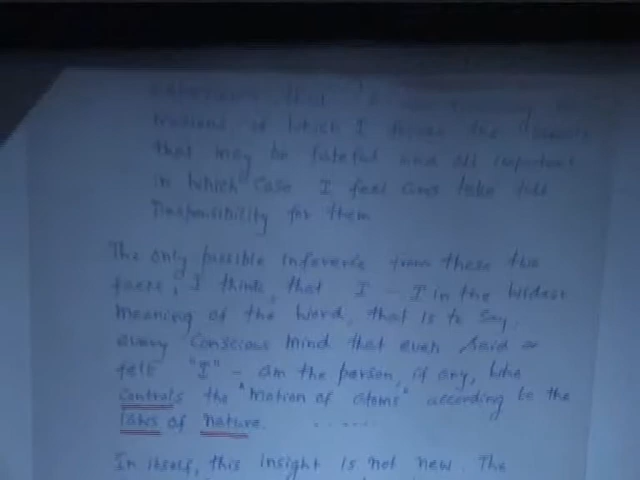 motions, of which I foresee the effects
that may be fateful and all important
in which case I feel and take full
responsibility for them
The only possible inference from these two
facts, I think, that I - I in the widest
meaning of the word, that is to say,
every conscious mind that ever said or
felt "I" - am the person, if any, who
controls the "motion of atoms" according to the
laws of nature. ......
In itself, this insight is not new. The